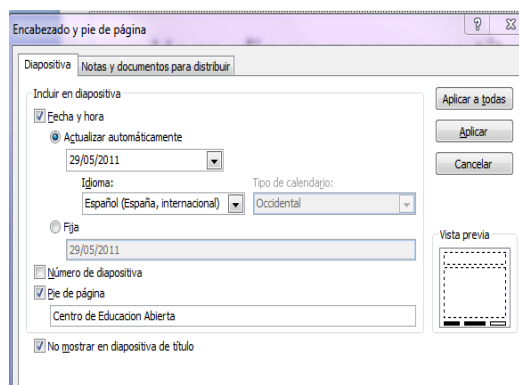 Encabezado y pie de página
Diapositiva Notas y documentos para distribuir
Incluir en diapositiva
Fecha y hora
Actualizar automáticamente
29/05/2011
Idioma: Tipo de calendario:
Español (España, internacional) Occidental
Fija
29/05/2011
Número de diapositiva
Pie de página
Centro de Educacion Abierta
No mostrar en diapositiva de título
Aplicar a todas
Aplicar
Cancelar
Vista previa